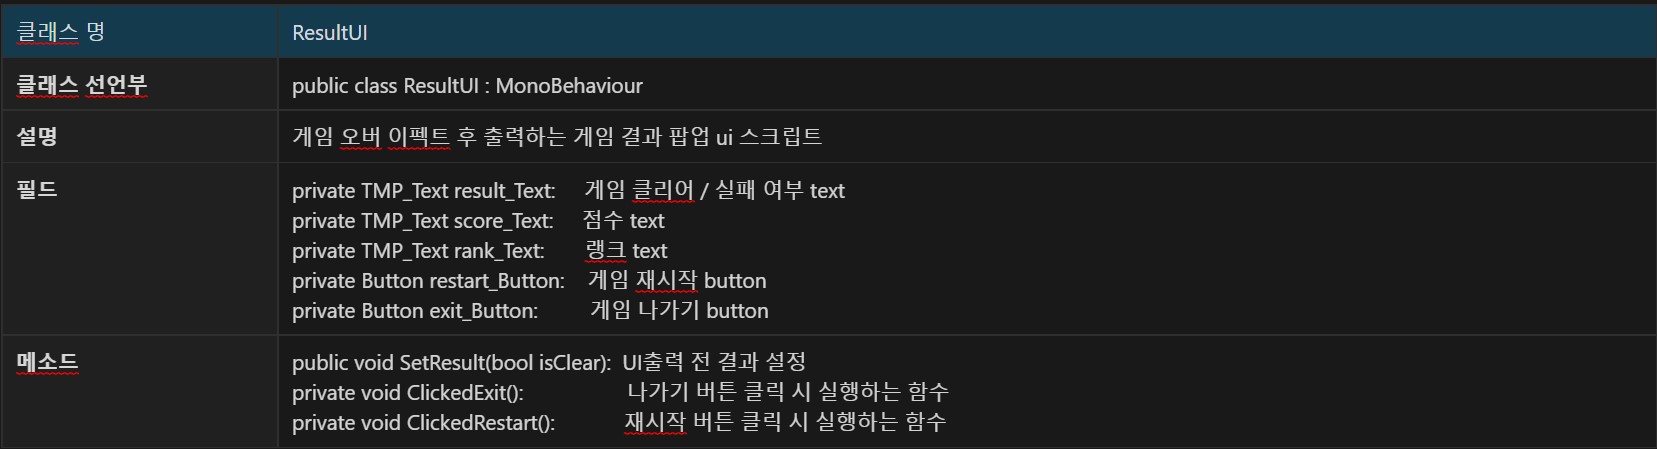 클래스 명
ResultUI
클래스 선언부
public class ResultUI : MonoBehaviour
설명
게임 오버 이펙트 후 출력하는 게임 결과 팝업 ui 스크립트
필드
private TMP_Text result_Text: 게임 클리어 / 실패 여부 text
private TMP_Text score_Text: 점수 text
private TMP_Text rank_Text: 랭크 text
private Button restart_Button: 게임 재시작 button
private Button exit_Button: 게임 나가기 button
메소드
public void SetResult(bool isClear): UI출력 전 결과 설정
private void ClickedExit(): 나가기 버튼 클릭 시 실행하는 함수
private void ClickedRestart(): 재시작 버튼 클릭 시 실행하는 함수